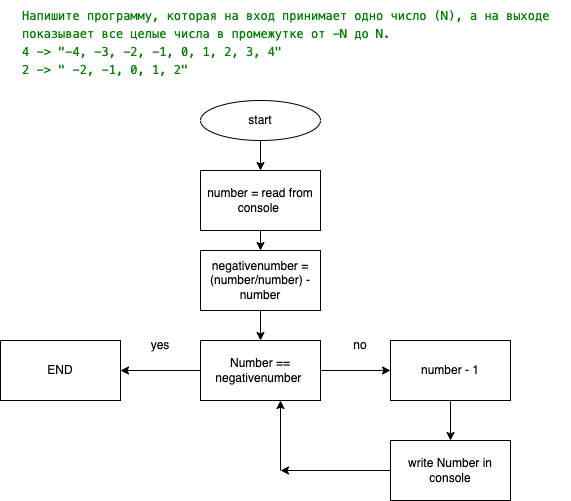 Напишите программу, которая на вход принимает одно число (N), а на выходе
показывает все целые числа в промежутке от -N до N.
4 -> "-4, -3, -2, -1, 0, 1, 2, 3, 4"
2 -> " -2, -1, 0, 1, 2"
start
number = read from
console
negativenumber =
(number/number) -
number
yes
no
END
Number ==
negativenumber
number - 1
write Number in
console